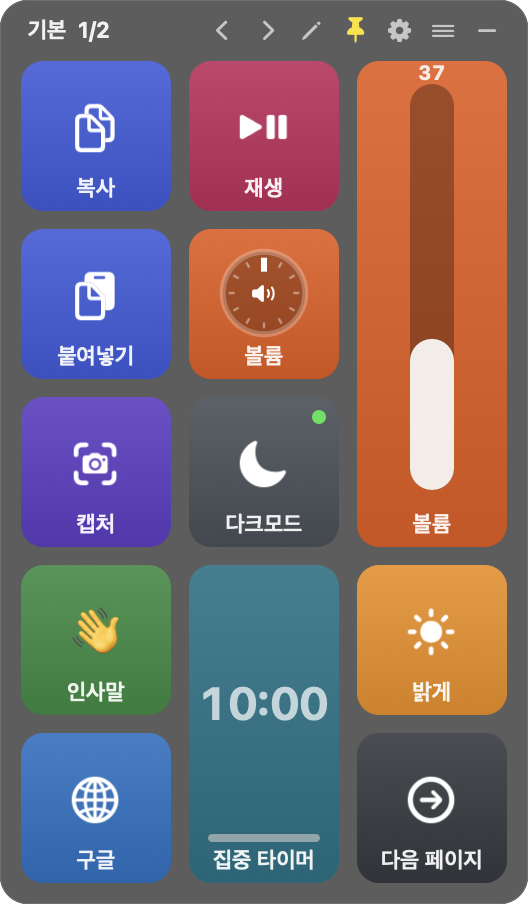 기본 1/2
37
복사
재생
붙여넣기
볼륨
캡처
다크모드
볼륨
인사말
10:00
밝게
구글
집중 타이머
다음 페이지